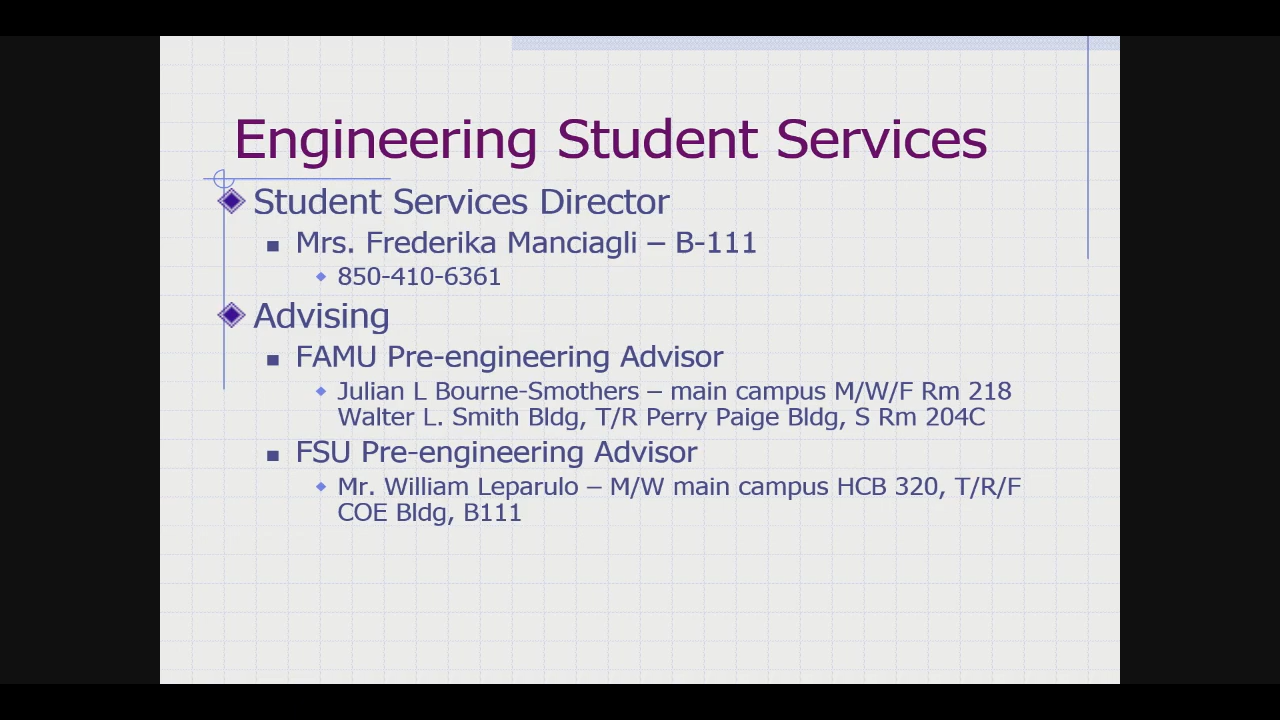 Engineering Student Services
Student Services Director
Mrs. Frederika Manciagli – B-111
850-410-6361
Advising
FAMU Pre-engineering Advisor
Julian L Bourne-Smothers – main campus M/W/F Rm 218
Walter L. Smith Bldg, T/R Perry Paige Bldg, S Rm 204C
FSU Pre-engineering Advisor
Mr. William Leparulo – M/W main campus HCB 320, T/R/F
COE Bldg, B111